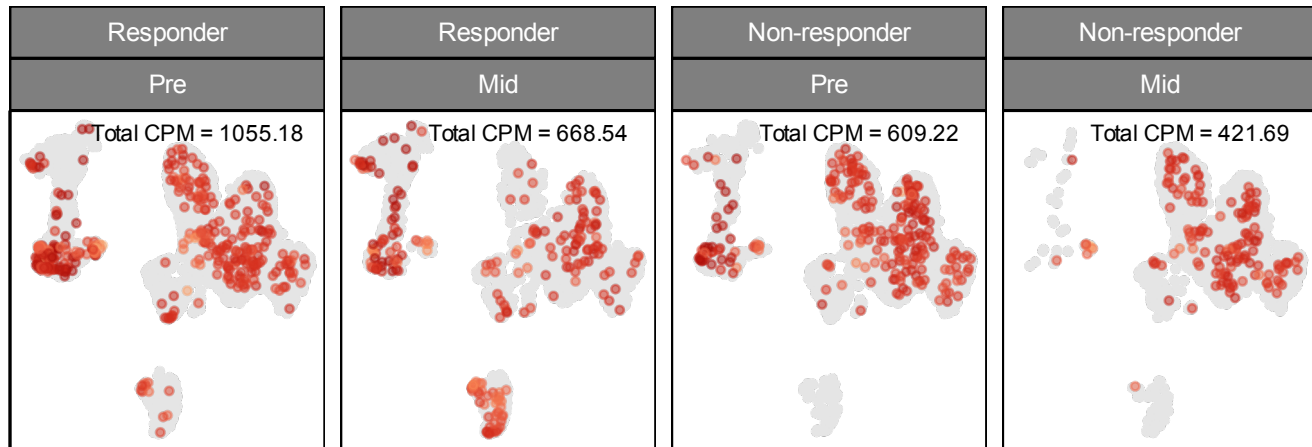 Responder
Responder
Non-responder
Non-responder
Pre
Mid
Pre
Mid
Total CPM = 1055.18
Total CPM = 668.54
Total CPM = 609.22
Total CPM = 421.69